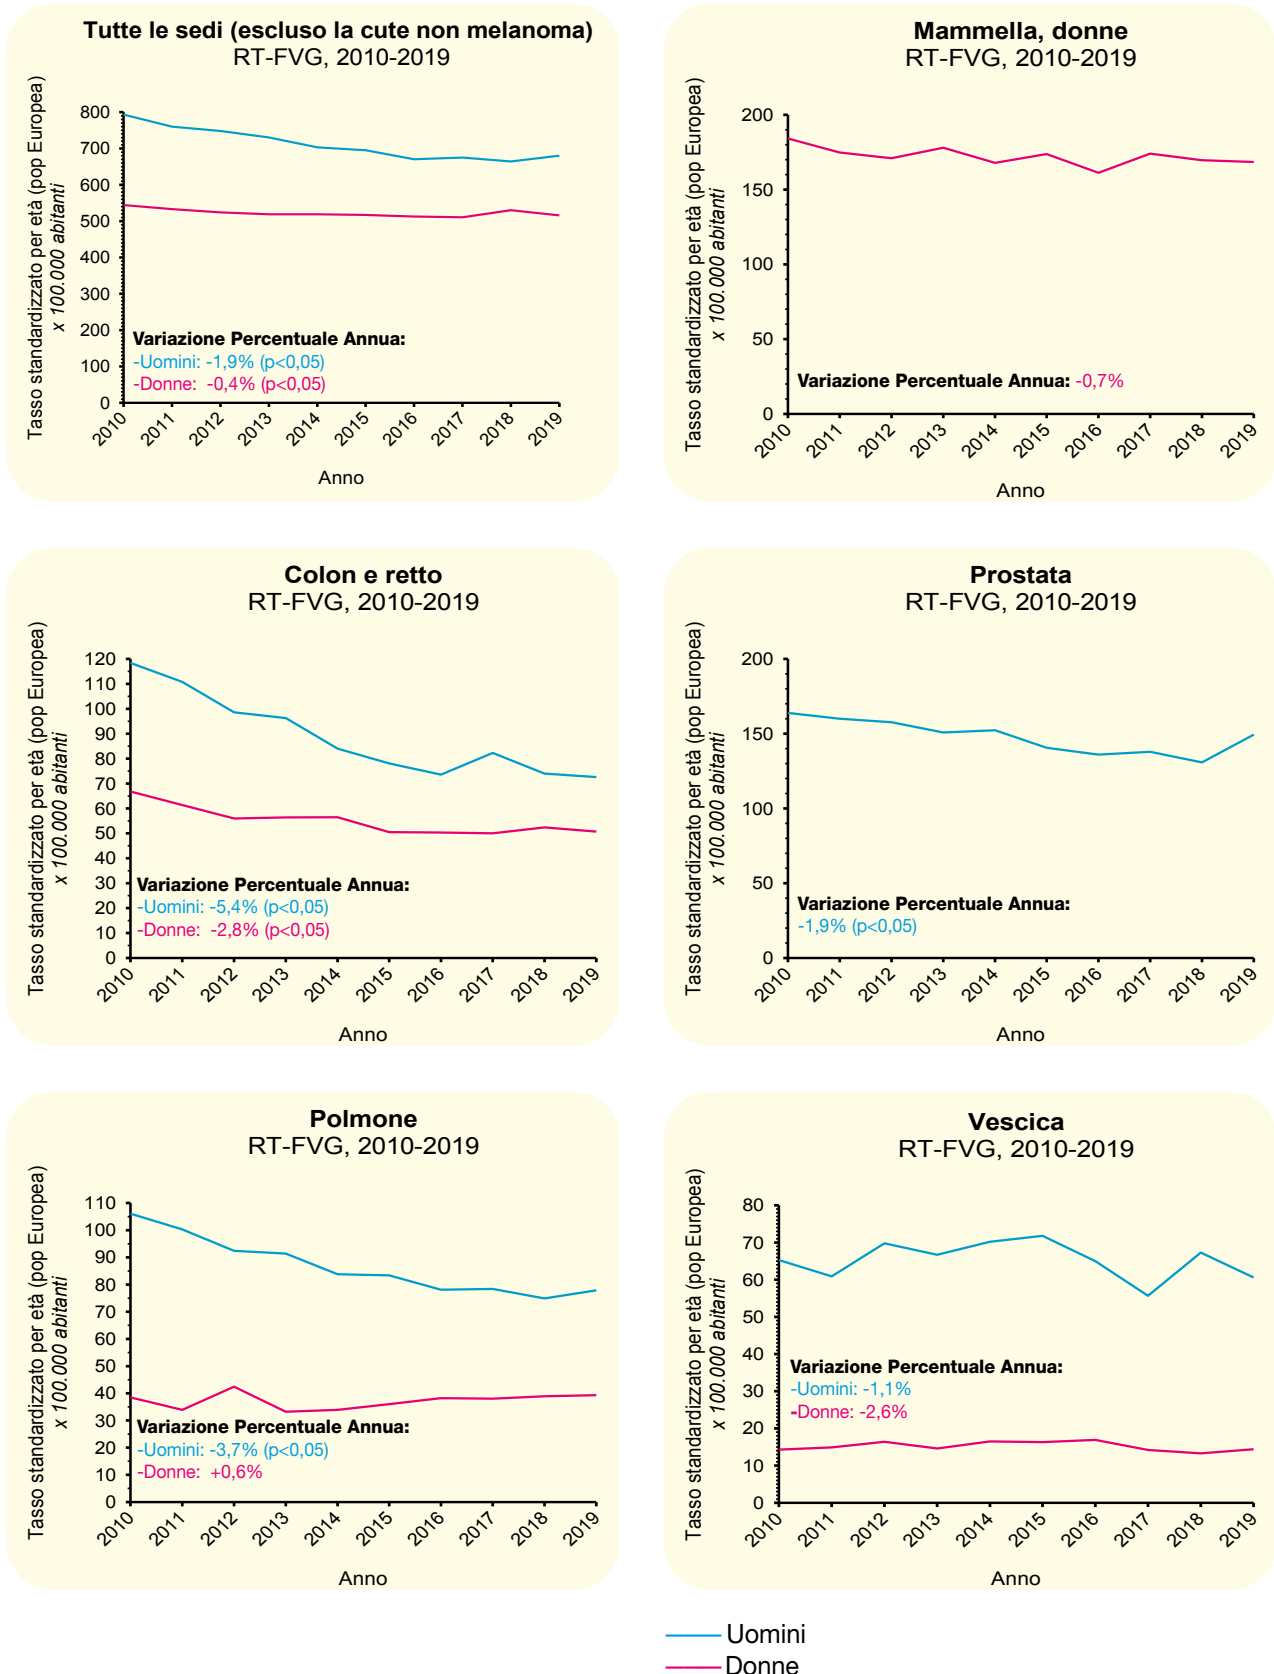 Tutte le sedi (escluso la cute non melanoma)
RT-FVG, 2010-2019
Tasso standardizzato per età (pop Europea)
x 100.000 abitanti
800
700
600
500
400
300
200
100
0
Variazione Percentuale Annua:
-Uomini: -1,9% (p<0,05)
-Donne: -0,4% (p<0,05)
2010 2011 2012 2013 2014 2015 2016 2017 2018 2019
Anno
Mammella, donne
RT-FVG, 2010-2019
Tasso standardizzato per età (pop Europea)
x 100.000 abitanti
200
150
100
50
0
Variazione Percentuale Annua: -0,7%
2010 2011 2012 2013 2014 2015 2016 2017 2018 2019
Anno
Colon e retto
RT-FVG, 2010-2019
Tasso standardizzato per età (pop Europea)
x 100.000 abitanti
120
110
100
90
80
70
60
50
40
30
20
10
0
Variazione Percentuale Annua:
-Uomini: -5,4% (p<0,05)
-Donne: -2,8% (p<0,05)
2010 2011 2012 2013 2014 2015 2016 2017 2018 2019
Anno
Prostata
RT-FVG, 2010-2019
Tasso standardizzato per età (pop Europea)
x 100.000 abitanti
200
150
100
50
0
Variazione Percentuale Annua:
-1,9% (p<0,05)
2010 2011 2012 2013 2014 2015 2016 2017 2018 2019
Anno
Polmone
RT-FVG, 2010-2019
Tasso standardizzato per età (pop Europea)
x 100.000 abitanti
110
100
90
80
70
60
50
40
30
20
10
0
Variazione Percentuale Annua:
-Uomini: -3,7% (p<0,05)
-Donne: +0,6%
2010 2011 2012 2013 2014 2015 2016 2017 2018 2019
Anno
Vescica
RT-FVG, 2010-2019
Tasso standardizzato per età (pop Europea)
x 100.000 abitanti
80
70
60
50
40
30
20
10
0
Variazione Percentuale Annua:
-Uomini: -1,1%
-Donne: -2,6%
2010 2011 2012 2013 2014 2015 2016 2017 2018 2019
Anno
Uomini
Donne